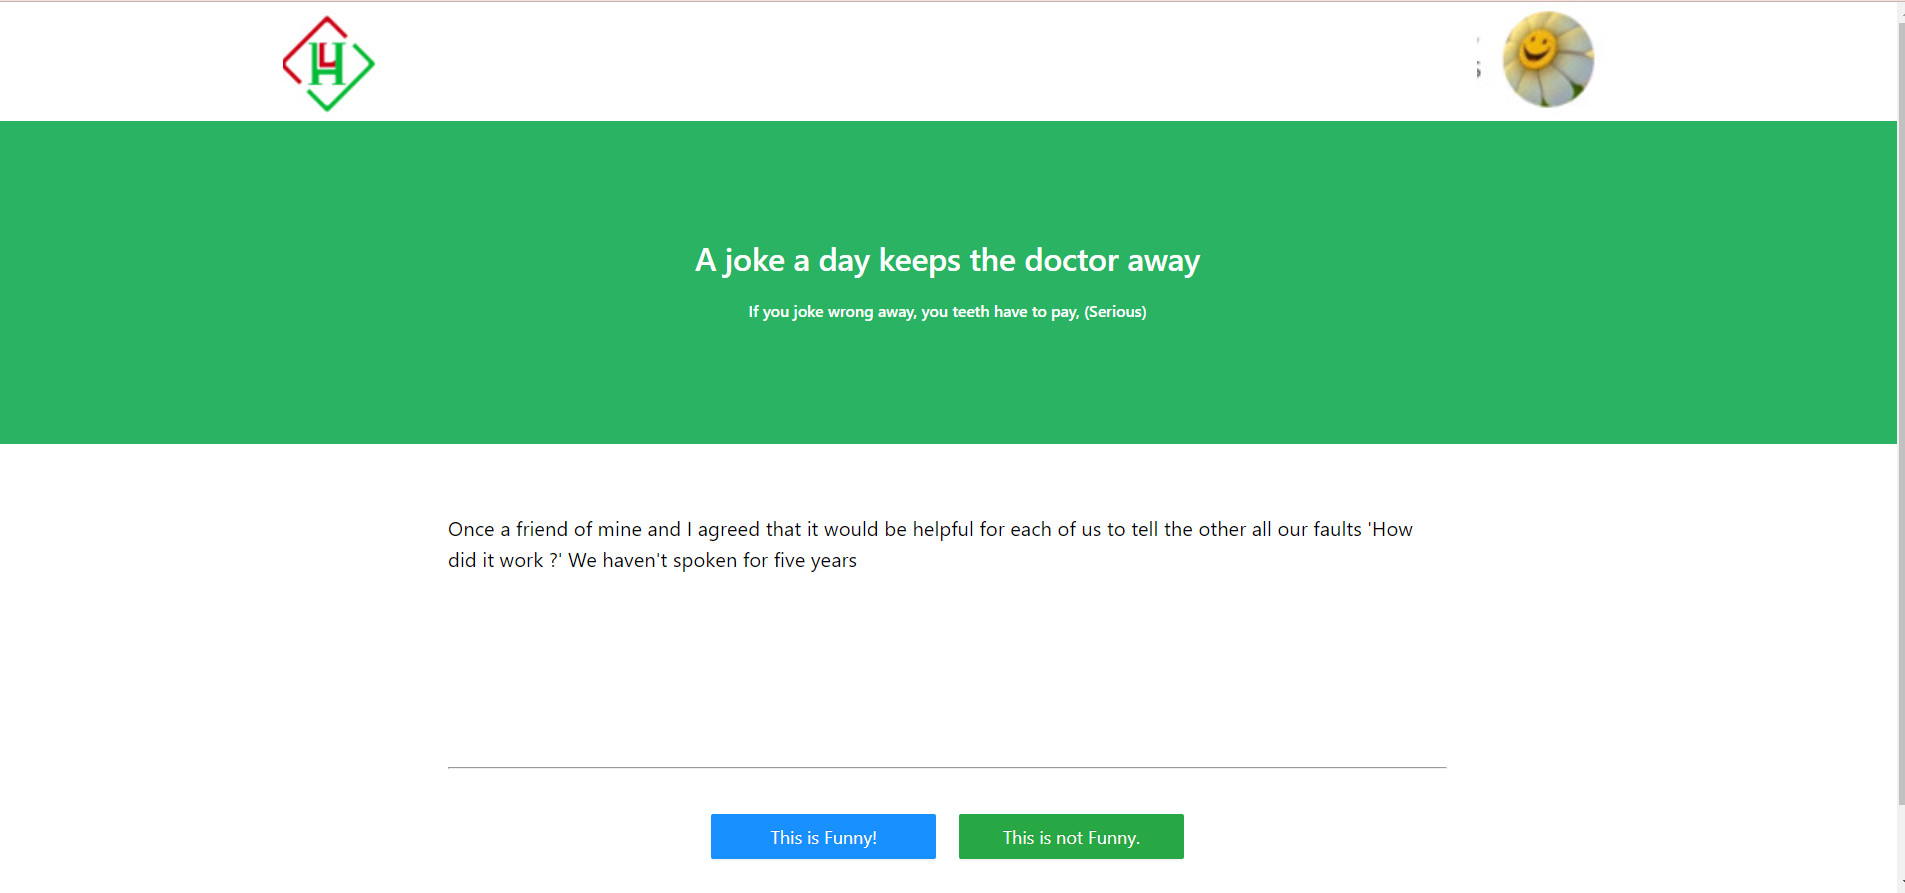 A joke a day keeps the doctor away
If you joke wrong away, you teeth have to pay, (Serious)
Once a friend of mine and I agreed that it would be helpful for each of us to tell the other all our faults 'How
did it work ?' We haven't spoken for five years
This is Funny!
This is not Funny.